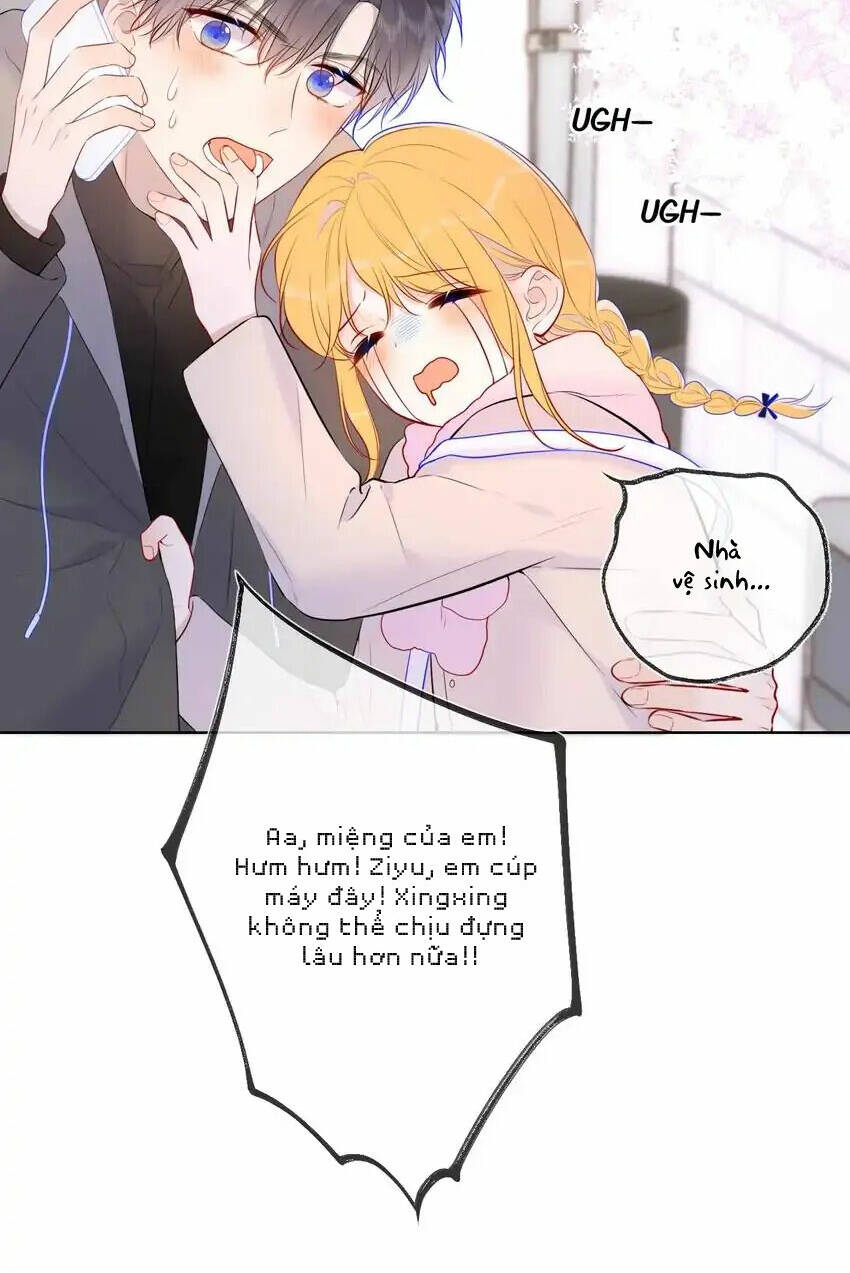 UGH–
UGH–
Nhà
vệ sinh...
Aa, miệng của em!
Hưm hưm! Ziyu, em cúp
máy đây! Xingxing
không thể chịu đựng
lâu hơn nữa!!